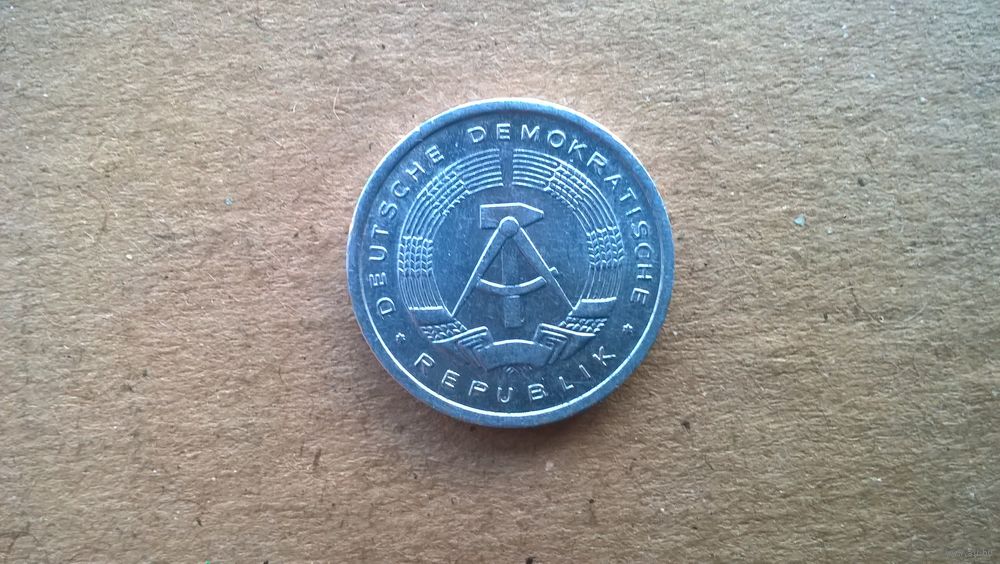 DEUTSCHE DEMOKRATISCHE
* REPUBLIK *